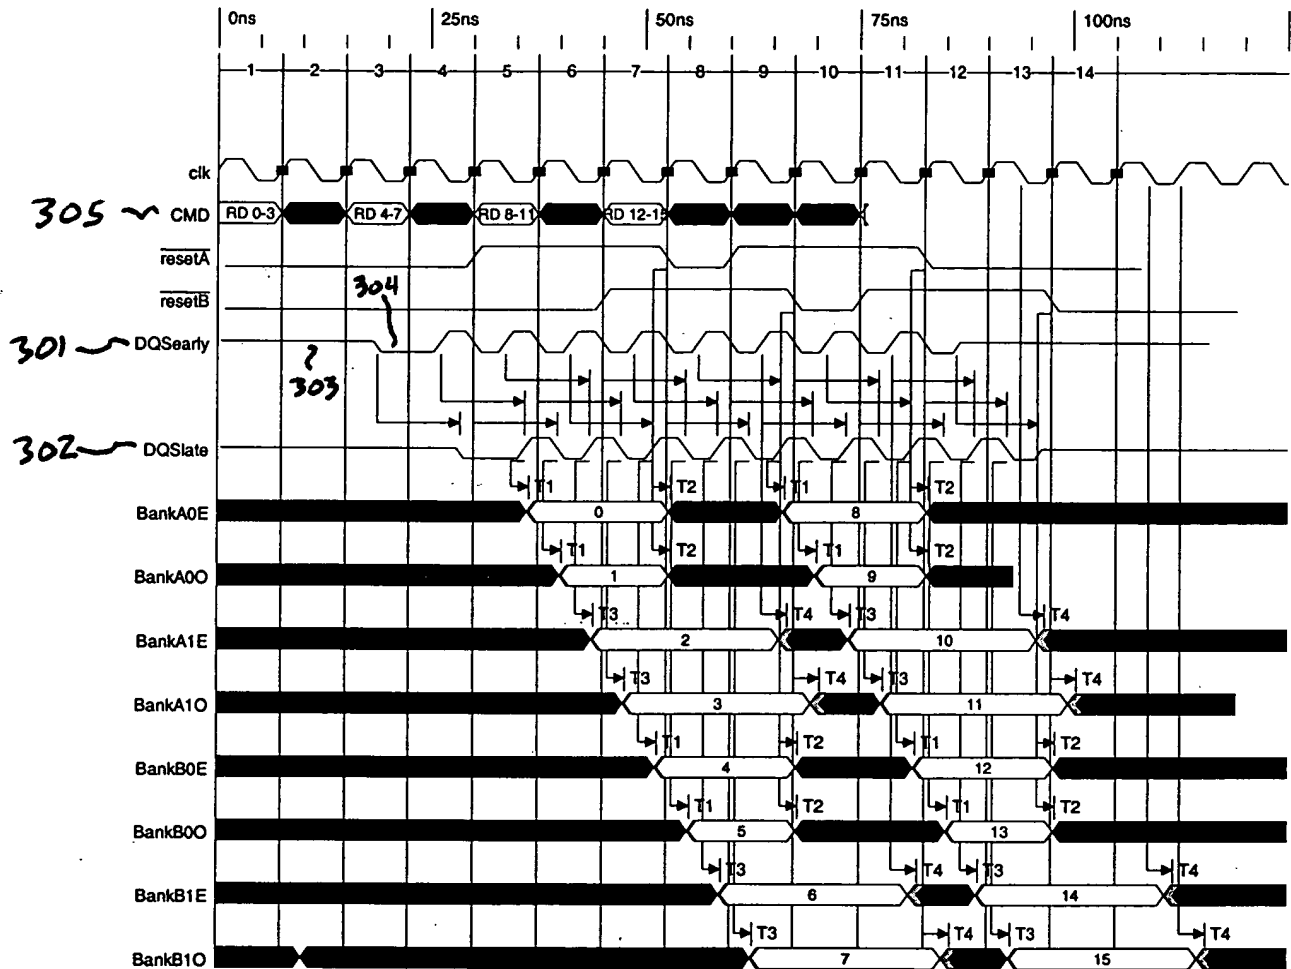 0ns 25ns 50ns 75ns 100ns
1 2 3 4 5 6 7 8 9 10 11 12 13 14
clk
305 CMD RD 0-3 RD 4-7 RD 8-11 RD 12-15
resetA
resetB
304
301 DQSearly
303
302 DQSlate
T1 T2 T1 T2
BankA0E 0 8
T1 T2 T1 T2
BankA0O 1 9
T3 T4 T3 T4
BankA1E 2 10
T3 T4 T3 T4
BankA1O 3 11
T1 T2 T1 T2
BankB0E 4 12
T1 T2 T1 T2
BankB0O 5 13
T3 T4 T3 T4
BankB1E 6 14
T3 T4 T3 T4
BankB1O 7 15